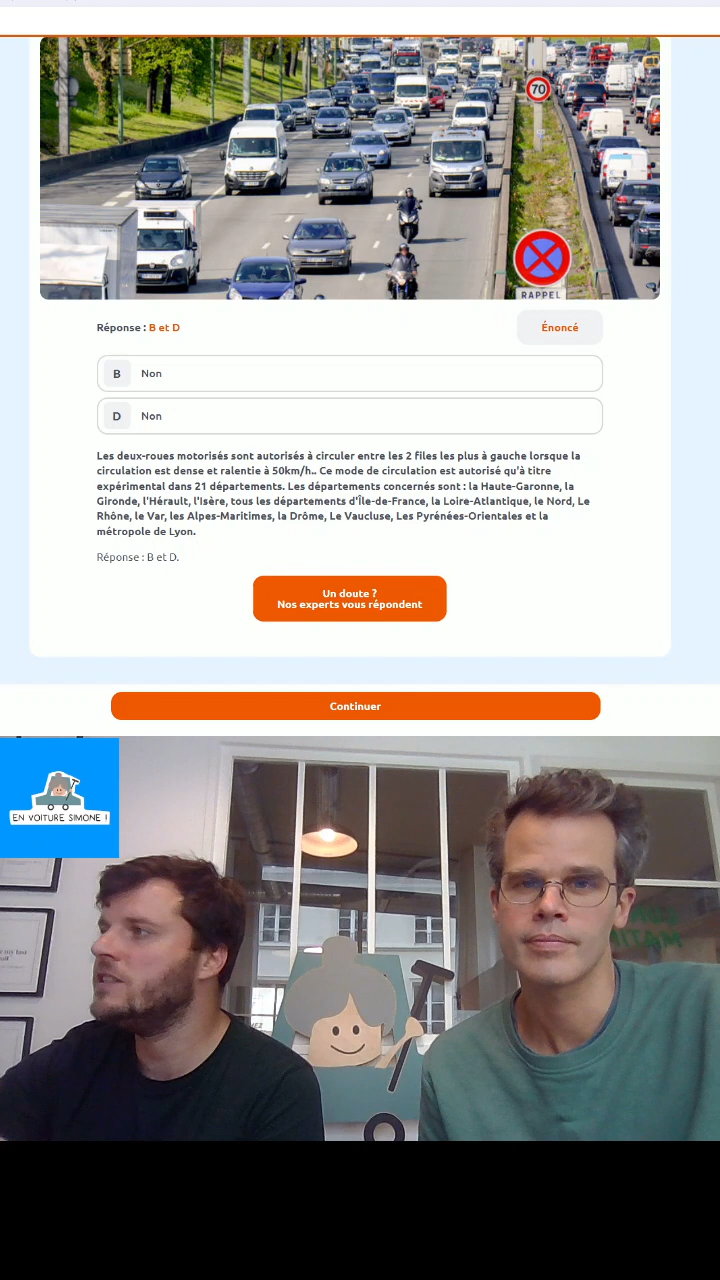 70
RAPPEL
Réponse : B et D
Énoncé
B Non
D Non
Les deux-roues motorisés sont autorisés à circuler entre les 2 files les plus à gauche lorsque la
circulation est dense et ralentie à 50km/h.. Ce mode de circulation est autorisé qu'à titre
expérimental dans 21 départements. Les départements concernés sont : la Haute-Garonne, la
Gironde, l'Hérault, l'Isère, tous les départements d'Île-de-France, la Loire-Atlantique, le Nord, Le
Rhône, le Var, les Alpes-Maritimes, la Drôme, Le Vaucluse, Les Pyrénées-Orientales et la
métropole de Lyon.
Réponse : B et D.
Un doute ?
Nos experts vous répondent
Continuer
EN VOITURE SIMONE !